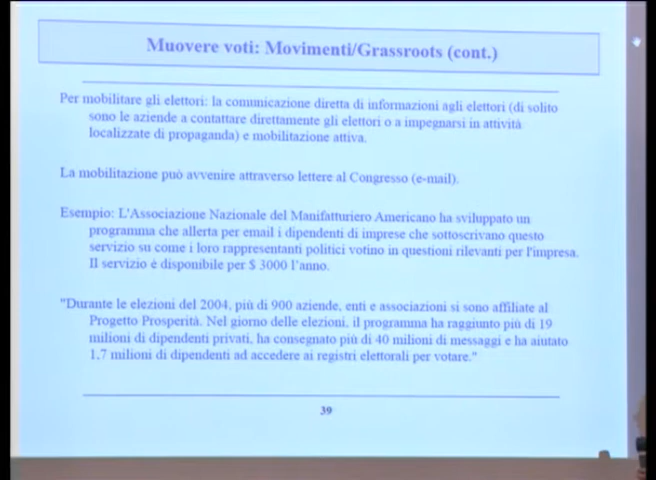 Muovere voti: Movimenti/Grassroots (cont.)
Per mobilitare gli elettori: la comunicazione diretta di informazioni agli elettori (di solito
sono le aziende a contattare direttamente gli elettori o a impegnarsi in attività
localizzate di propaganda) e mobilitazione attiva.
La mobilitazione può avvenire attraverso lettere al Congresso (e-mail).
Esempio: L'Associazione Nazionale del Manifatturiero Americano ha sviluppato un
programma che allerta per email i dipendenti di imprese che sottoscrivano questo
servizio su come i loro rappresentanti politici votino in questioni rilevanti per l'impresa.
Il servizio è disponibile per $ 3000 l'anno.
"Durante le elezioni del 2004, più di 900 aziende, enti e associazioni si sono affiliate al
Progetto Prosperità. Nel giorno delle elezioni, il programma ha raggiunto più di 19
milioni di dipendenti privati, ha consegnato più di 40 milioni di messaggi e ha aiutato
1,7 milioni di dipendenti ad accedere ai registri elettorali per votare."
39